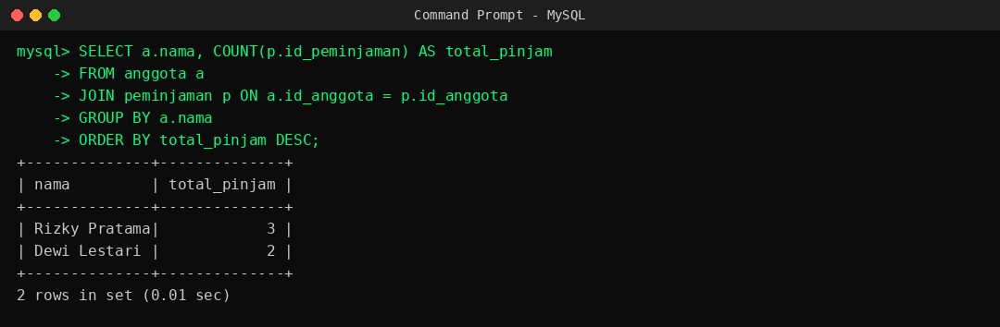 Command Prompt - MySQL
mysql> SELECT a.nama, COUNT(p.id_peminjaman) AS total_pinjam
    -> FROM anggota a
    -> JOIN peminjaman p ON a.id_anggota = p.id_anggota
    -> GROUP BY a.nama
    -> ORDER BY total_pinjam DESC;
+--------------+--------------+
| nama         | total_pinjam |
+--------------+--------------+
| Rizky Pratama|            3 |
| Dewi Lestari |            2 |
+--------------+--------------+
2 rows in set (0.01 sec)